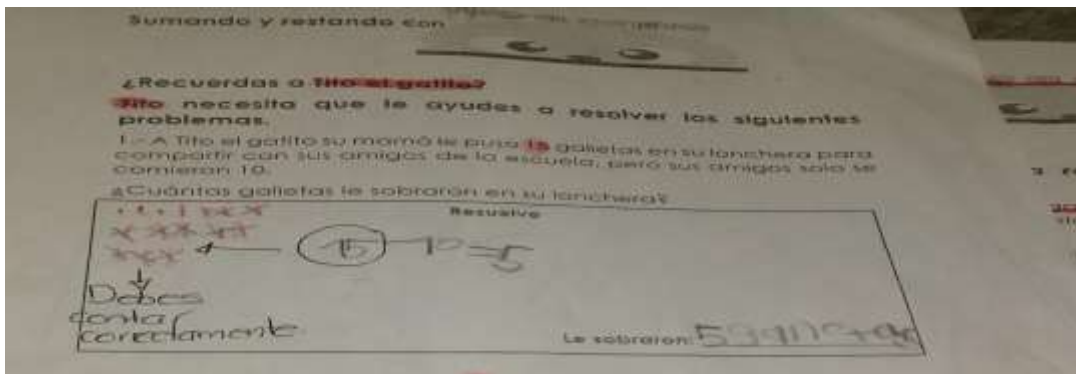 Sumando y restando con
¿Recuerdas a Tito el gatito?
Tito necesita que le ayudes a resolver los siguientes
problemas.
1.- A Tito el gatito su mamá le puso 15 galletas en su lonchera para
compartir con sus amigos de la escuela, pero sus amigos solo se
comieron 10.
¿Cuántas galletas le sobraron en su lonchera?
Resuelve
15 - 10 = 5
Debes
contar
correctamente
Le sobraron: 5